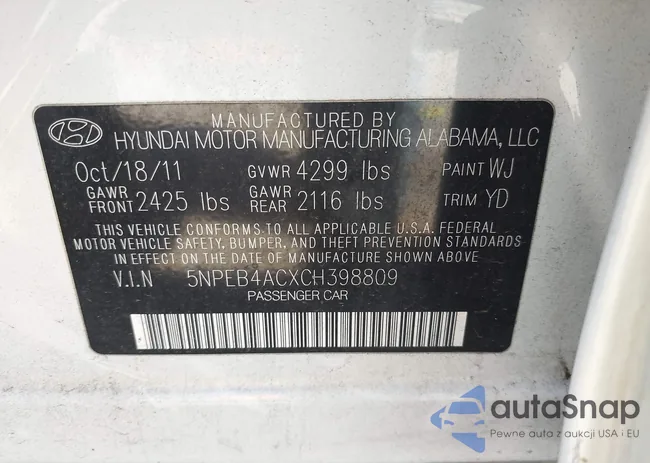 MANUFACTURED BY
HYUNDAI MOTOR MANUFACTURING ALABAMA, LLC
Oct/18/11 GVWR 4299 lbs PAINT WJ
GAWR FRONT 2425 lbs GAWR REAR 2116 lbs TRIM YD
THIS VEHICLE CONFORMS TO ALL APPLICABLE U.S.A. FEDERAL
MOTOR VEHICLE SAFETY, BUMPER, AND THEFT PREVENTION STANDARDS
IN EFFECT ON THE DATE OF MANUFACTURE SHOWN ABOVE.
V.I.N 5NPEB4ACXCH398809
PASSENGER CAR
autaSnap
Pewne auta z aukcji USA i EU